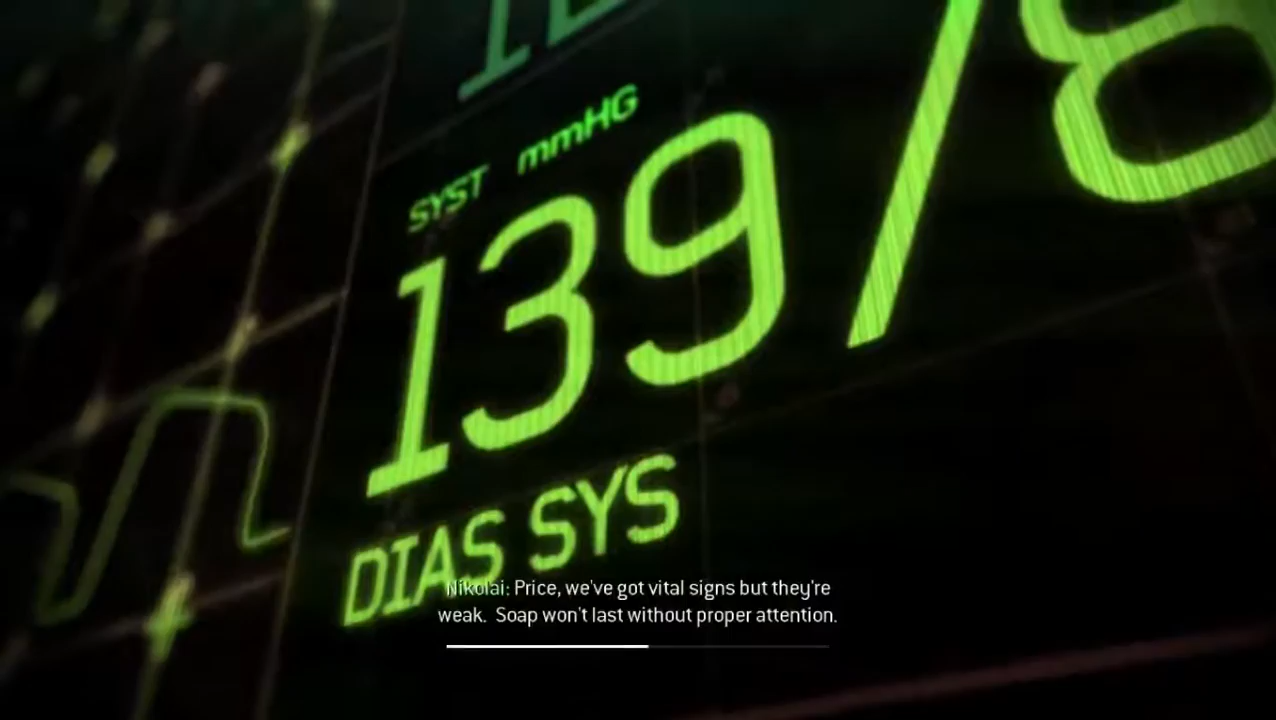 SYST mmHG
139/8
DIAS SYS
Nikolai: Price, we've got vital signs but they're
weak.  Soap won't last without proper attention.